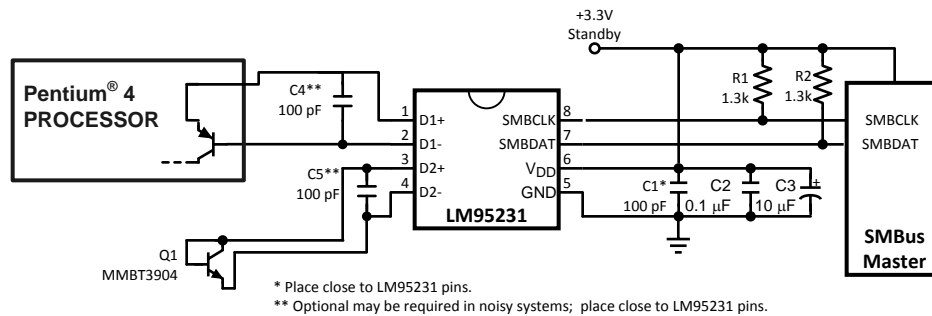 +3.3V
Standby
Pentium® 4
PROCESSOR
C4**
100 pF
R1
1.3k
R2
1.3k
1
D1+
SMBCLK
8
SMBCLK
2
D1-
SMBDAT
7
SMBDAT
3
D2+
VDD
6
C5**
100 pF
4
D2-
GND
5
C1*
100 pF
C2
0.1 μF
C3
10 μF
+
LM95231
SMBus
Master
Q1
MMBT3904
* Place close to LM95231 pins.
** Optional may be required in noisy systems; place close to LM95231 pins.